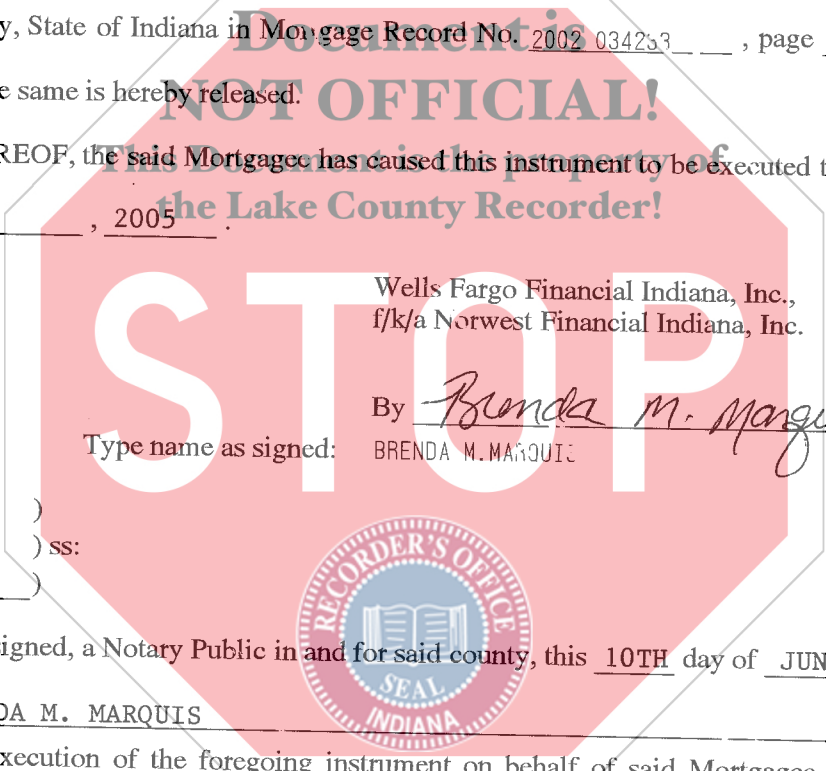 y, State of Indiana in Mortgage Record No. 2002 034253 , page
Document is
e same is hereby released.
NOT OFFICIAL!
REOF, the said Mortgagee has caused this instrument to be executed t
This Document is the property of
the Lake County Recorder!
, 2005 .
STOP
Wells Fargo Financial Indiana, Inc.,
f/k/a Norwest Financial Indiana, Inc.
By Brenda M. Marqu
Type name as signed: BRENDA M.MARQUIS
)
) ss:
)
RECORDER'S OFFICE
SEAL
INDIANA
igned, a Notary Public in and for said county, this 10TH day of JUN
DA M. MARQUIS
xecution of the foregoing instrument on behalf of said Mortgagee